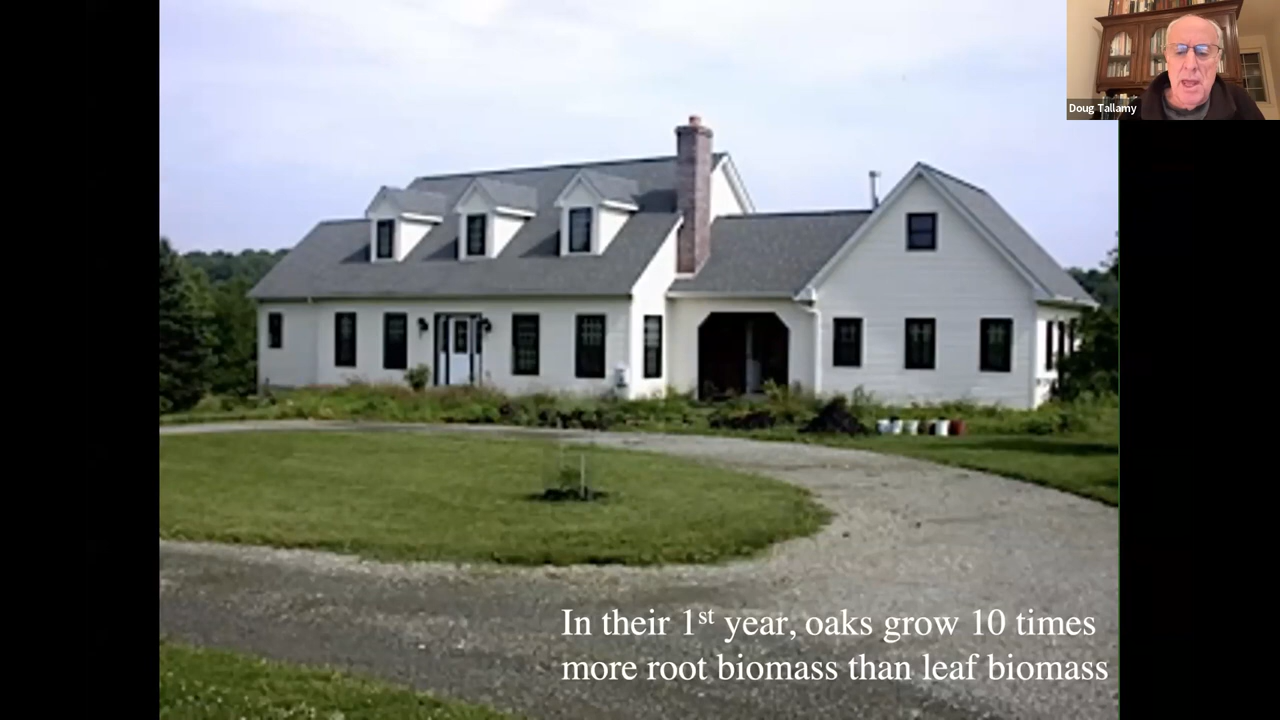 Doug Tallamy
In their 1st year, oaks grow 10 times
more root biomass than leaf biomass